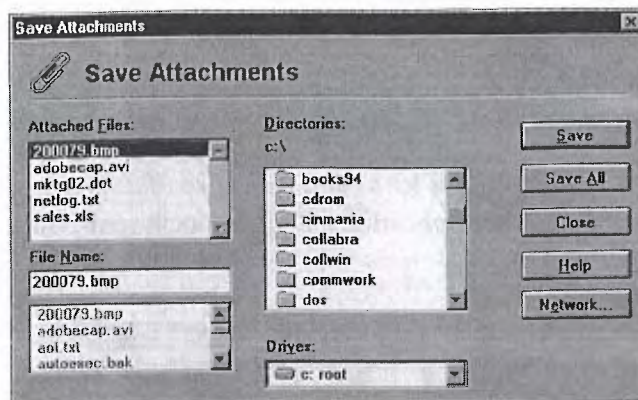 Save Attachments
Save Attachments
Attached Files:
200079.bmp
adobecap.avi
mktg02.dot
netlog.txt
sales.xls
File Name:
200079.bmp
200079.bmp
adobecap.avi
aol.txt
autoexec.bak
Directories:
c:\
books94
cdrom
cinmania
collabra
collwin
commwork
dos
Drives:
c: root
Save
Save All
Close
Help
Network...